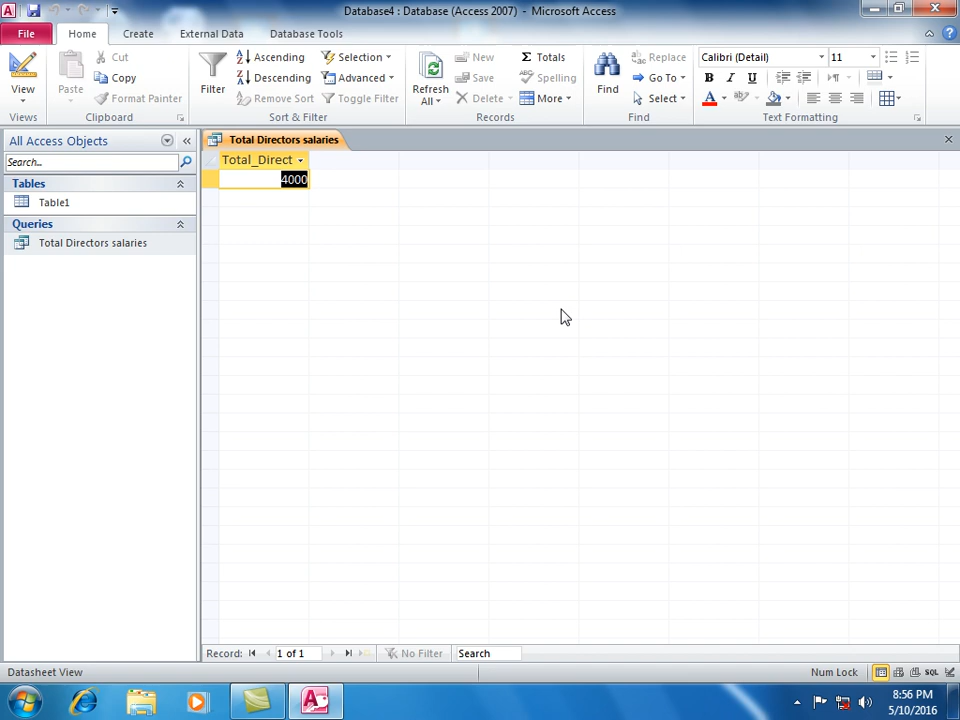 Database4 : Database (Access 2007) - Microsoft Access
File Home Create External Data Database Tools
View
Views
Paste
Cut
Copy
Format Painter
Clipboard
Filter
Ascending
Descending
Remove Sort
Selection
Advanced
Toggle Filter
Sort & Filter
Refresh
All
New
Save
Delete
Totals
Spelling
More
Records
Find
Replace
Go To
Select
Find
Calibri (Detail) 11
B I U
A ab
Text Formatting
All Access Objects
Search...
Tables
Table1
Queries
Total Directors salaries
Total Directors salaries
Total_Direct
4000
Record: 1 of 1 No Filter Search
Datasheet View
Num Lock SQL
8:56 PM
5/10/2016